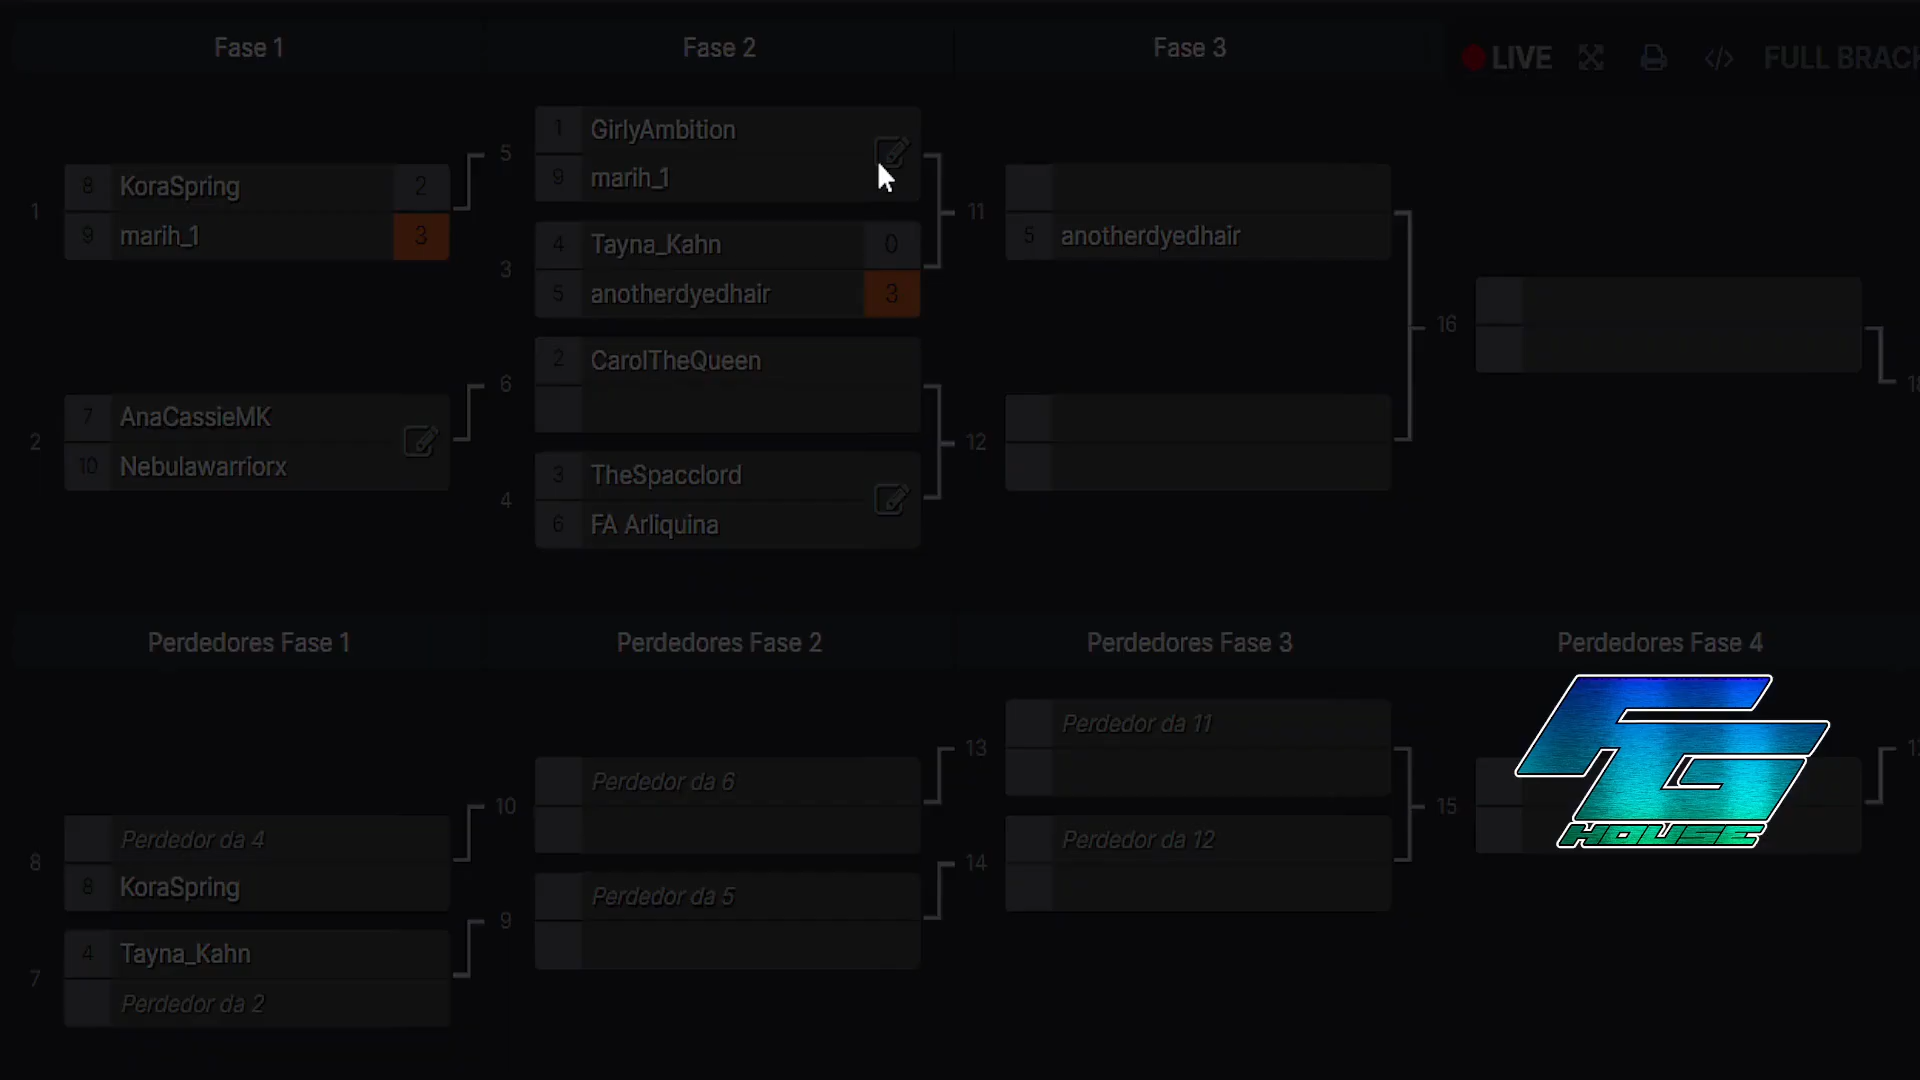 Fase 1
Fase 2
Fase 3
LIVE
</>
FULL BRACK
1
8 KoraSpring 2
9 marih_1 3
2
7 AnaCassieMK
10 Nebulawarriorx
5
1 GirlyAmbition
9 marih_1
3
4 Tayna_Kahn 0
5 anotherdyedhair 3
6
2 CarolTheQueen
4
3 TheSpacclord
6 FA Arliquina
11
5 anotherdyedhair
12
16
18
Perdedores Fase 1
Perdedores Fase 2
Perdedores Fase 3
Perdedores Fase 4
8
Perdedor da 4
8 KoraSpring
7
4 Tayna_Kahn
Perdedor da 2
10
Perdedor da 6
9
Perdedor da 5
13
Perdedor da 11
14
Perdedor da 12
15
FG
HOUSE